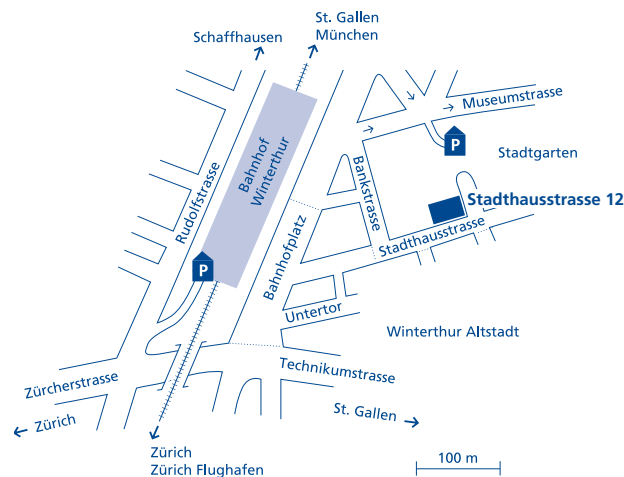 St. Gallen
München
Schaffhausen
Museumstrasse
P
Stadtgarten
Bahnhof
Winterthur
Rudolfstrasse
Bankstrasse
Stadthausstrasse 12
Stadthausstrasse
Bahnhofplatz
P
Untertor
Winterthur Altstadt
Technikumstrasse
Zürcherstrasse
Zürich
St. Gallen
Zürich
Zürich Flughafen
100 m